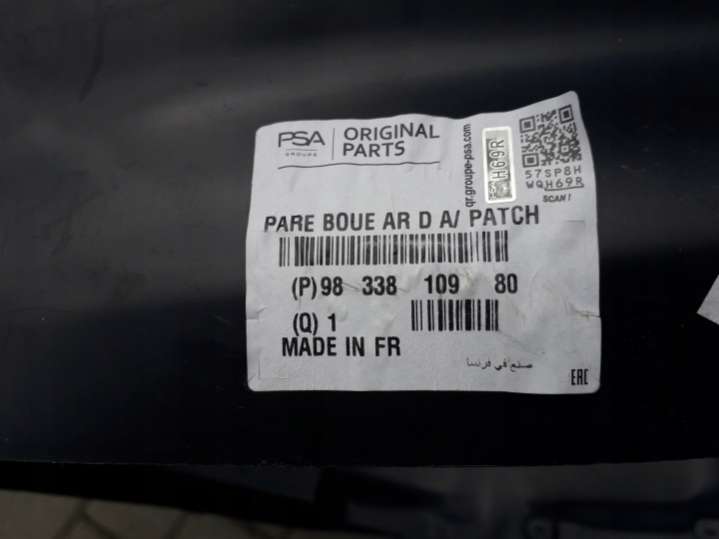 PSA
GROUPE
ORIGINAL
PARTS
qr.groupe-psa.com
H69R
57SP8H
WQH69R
SCAN !
PARE BOUE AR D A/ PATCH
(P) 98 338 109 80
(Q) 1
MADE IN FR
صنع في فرنسا
EAC